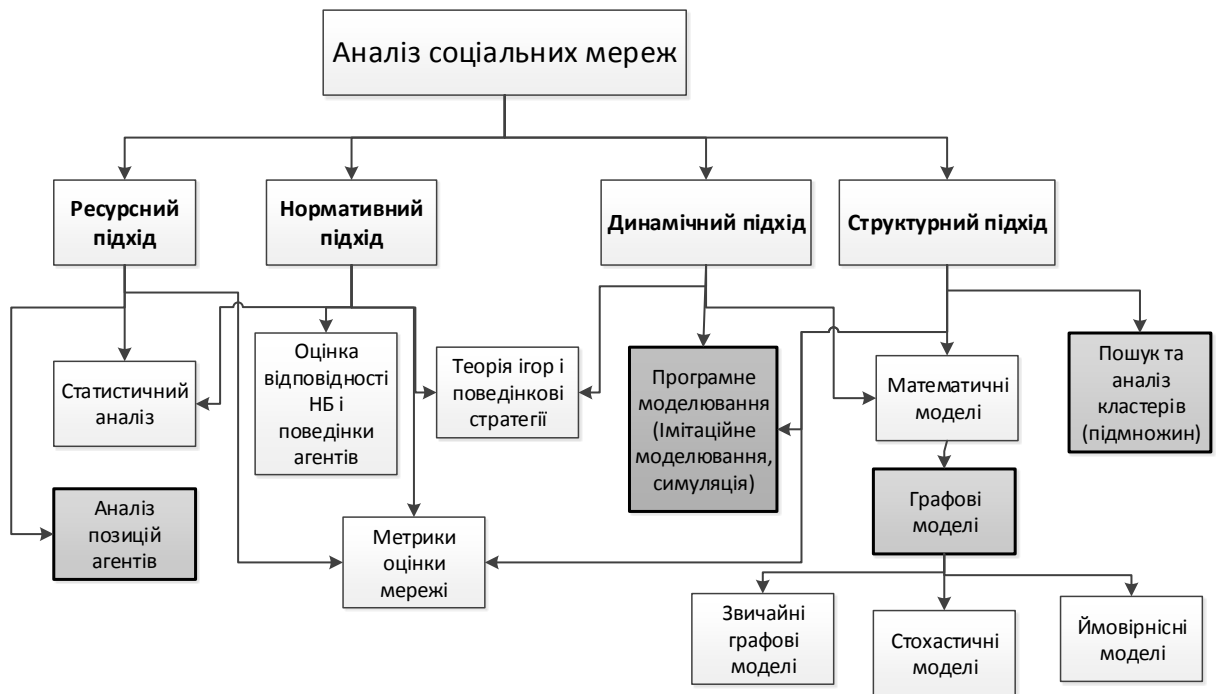 Аналіз соціальних мереж
Ресурсний
підхід
Нормативний
підхід
Динамічний підхід
Структурний підхід
Статистичний
аналіз
Оцінка
відповідності
НБ і
поведінки
агентів
Теорія ігор і
поведінкові
стратегії
Програмне
моделювання
(Імітаційне
моделювання,
симуляція)
Математичні
моделі
Пошук та
аналіз
кластерів
(підмножин)
Аналіз
позицій
агентів
Метрики
оцінки
мережі
Графові
моделі
Звичайні
графові
моделі
Стохастичні
моделі
Ймовірнісні
моделі